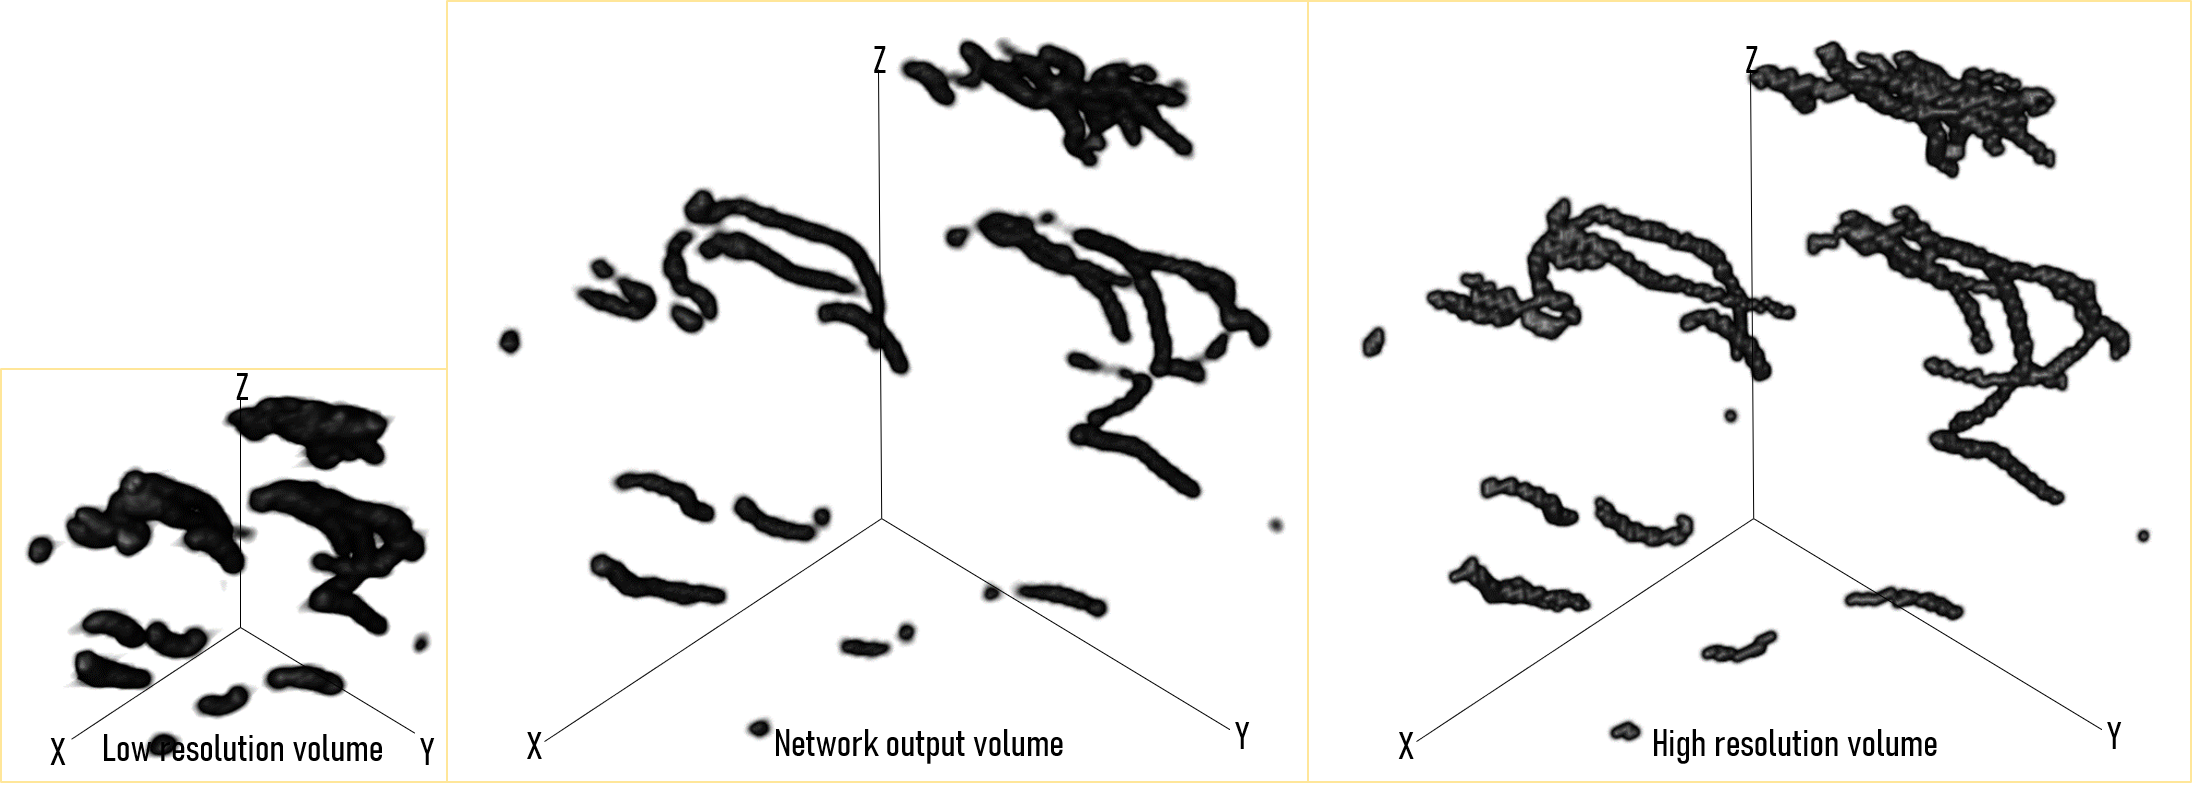 Z
X
Low resolution volume
Y
Z
X
Network output volume
Y
Z
X
High resolution volume
Y